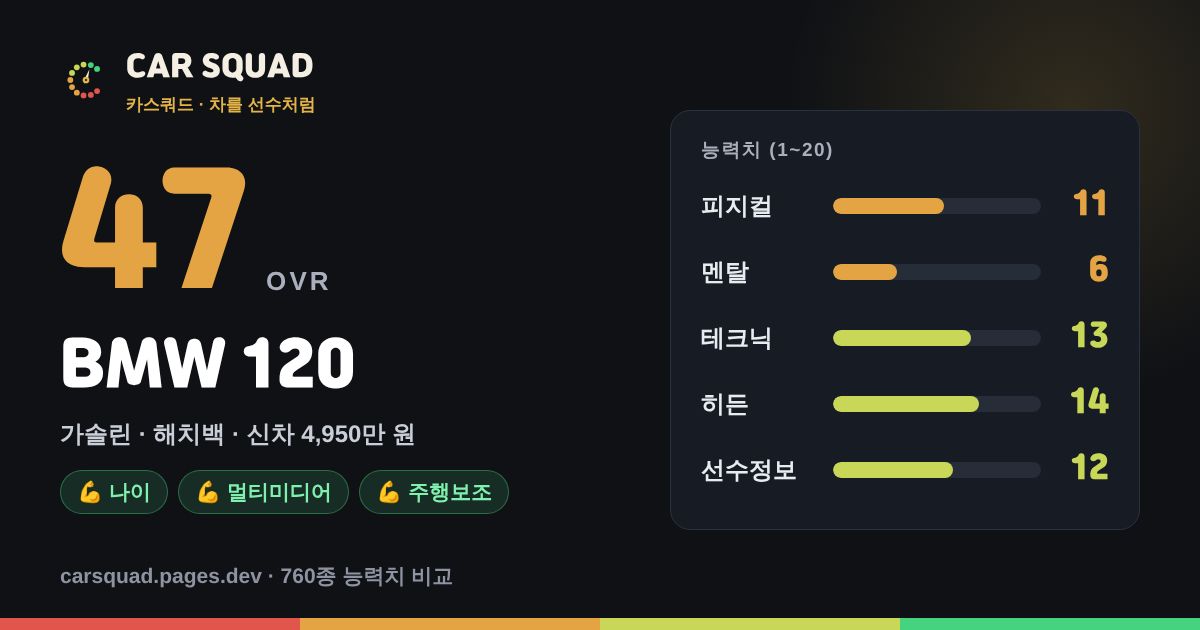 CAR SQUAD
카스쿼드 · 차를 선수처럼
47 OVR
BMW 120
가솔린 · 해치백 · 신차 4,950만 원
💪 나이 💪 멀티미디어 💪 주행보조
carsquad.pages.dev · 760종 능력치 비교
능력치 (1~20)
피지컬 11
멘탈 6
테크닉 13
히든 14
선수정보 12